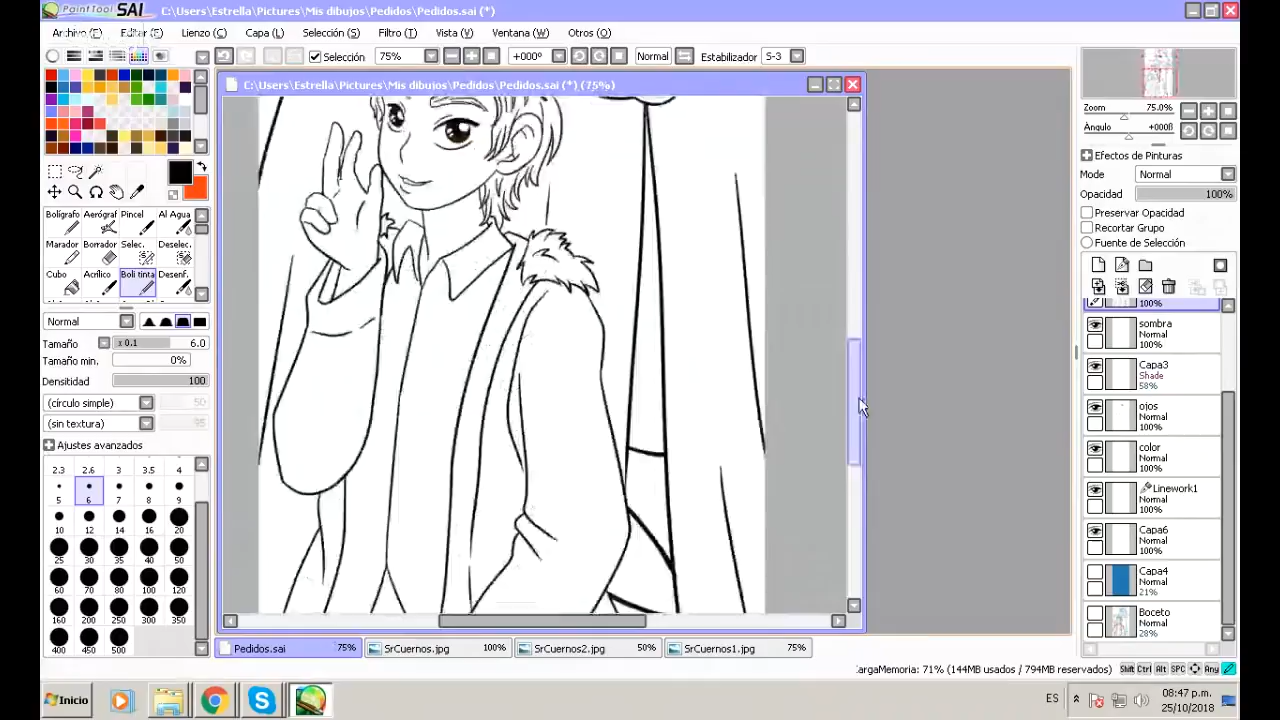 PaintTool SAI C:\Users\Estrella\Pictures\Mis dibujos\Pedidos\Pedidos.sai (*)
Archivo (F) Editar (E) Lienzo (C) Capa (L) Selección (S) Filtro (T) Vista (V) Ventana (W) Otros (O)
Selección 75% +000º Normal Estabilizador S-3
C:\Users\Estrella\Pictures\Mis dibujos\Pedidos\Pedidos.sai (*) (75%)
Bolígrafo Aerógraf Pincel Al Agua
Marador Borrador Selec. Deselec.
Cubo Acrílico Boli tinta Desenf.
Normal
Tamaño x 0.1 6.0
Tamaño min. 0%
Densitidad 100
(círculo simple) 50
(sin textura) 95
Ajustes avanzados
2.3 2.6 3 3.5 4
5 6 7 8 9
10 12 14 16 20
25 30 35 40 50
60 70 80 100 120
160 200 250 300 350
400 450 500
Zoom 75.0%
Ángulo +000ß
Efectos de Pinturas
Modo Normal
Opacidad 100%
Preservar Opacidad
Recortar Grupo
Fuente de Selección
100%
sombra
Normal
100%
Capa3
Shade
58%
ojos
Normal
100%
color
Normal
100%
Linework1
Normal
100%
Capa6
Normal
100%
Capa4
Normal
21%
Boceto
Normal
28%
Pedidos.sai 75% SrCuernos.jpg 100% SrCuernos2.jpg 50% SrCuernos1.jpg 75%
CargaMemoria: 71% (144MB usados / 794MB reservados) Shift Ctrl Alt SPC Any
Inicio
ES 08:47 p.m.
25/10/2018